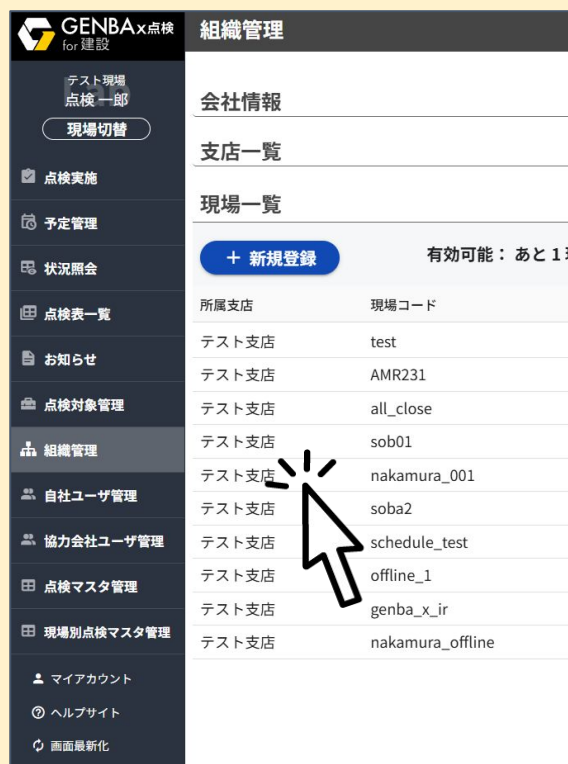 GENBAx点検
for 建設
テスト現場
点検 一郎
現場切替
点検実施
予定管理
状況照会
点検表一覧
お知らせ
点検対象管理
組織管理
自社ユーザ管理
協力会社ユーザ管理
点検マスタ管理
現場別点検マスタ管理
マイアカウント
ヘルプサイト
画面最新化
組織管理
会社情報
支店一覧
現場一覧
+ 新規登録
有効可能： あと 1
所属支店 現場コード
テスト支店 test
テスト支店 AMR231
テスト支店 all_close
テスト支店 sob01
テスト支店 nakamura_001
テスト支店 soba2
テスト支店 schedule_test
テスト支店 offline_1
テスト支店 genba_x_ir
テスト支店 nakamura_offline